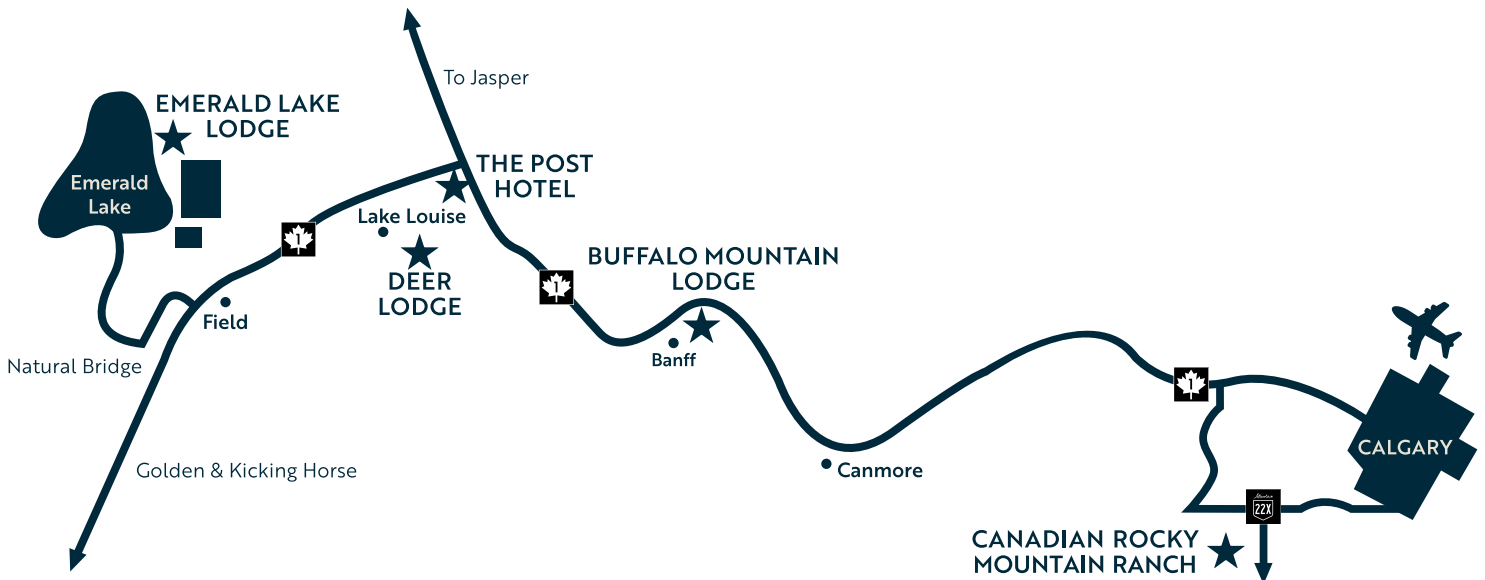 To Jasper
EMERALD LAKE
LODGE
Emerald
Lake
THE POST
HOTEL
Lake Louise
1
DEER
LODGE
BUFFALO MOUNTAIN
LODGE
1
Field
Banff
Natural Bridge
1
CALGARY
Golden & Kicking Horse
Canmore
Alberta
22X
CANADIAN ROCKY
MOUNTAIN RANCH